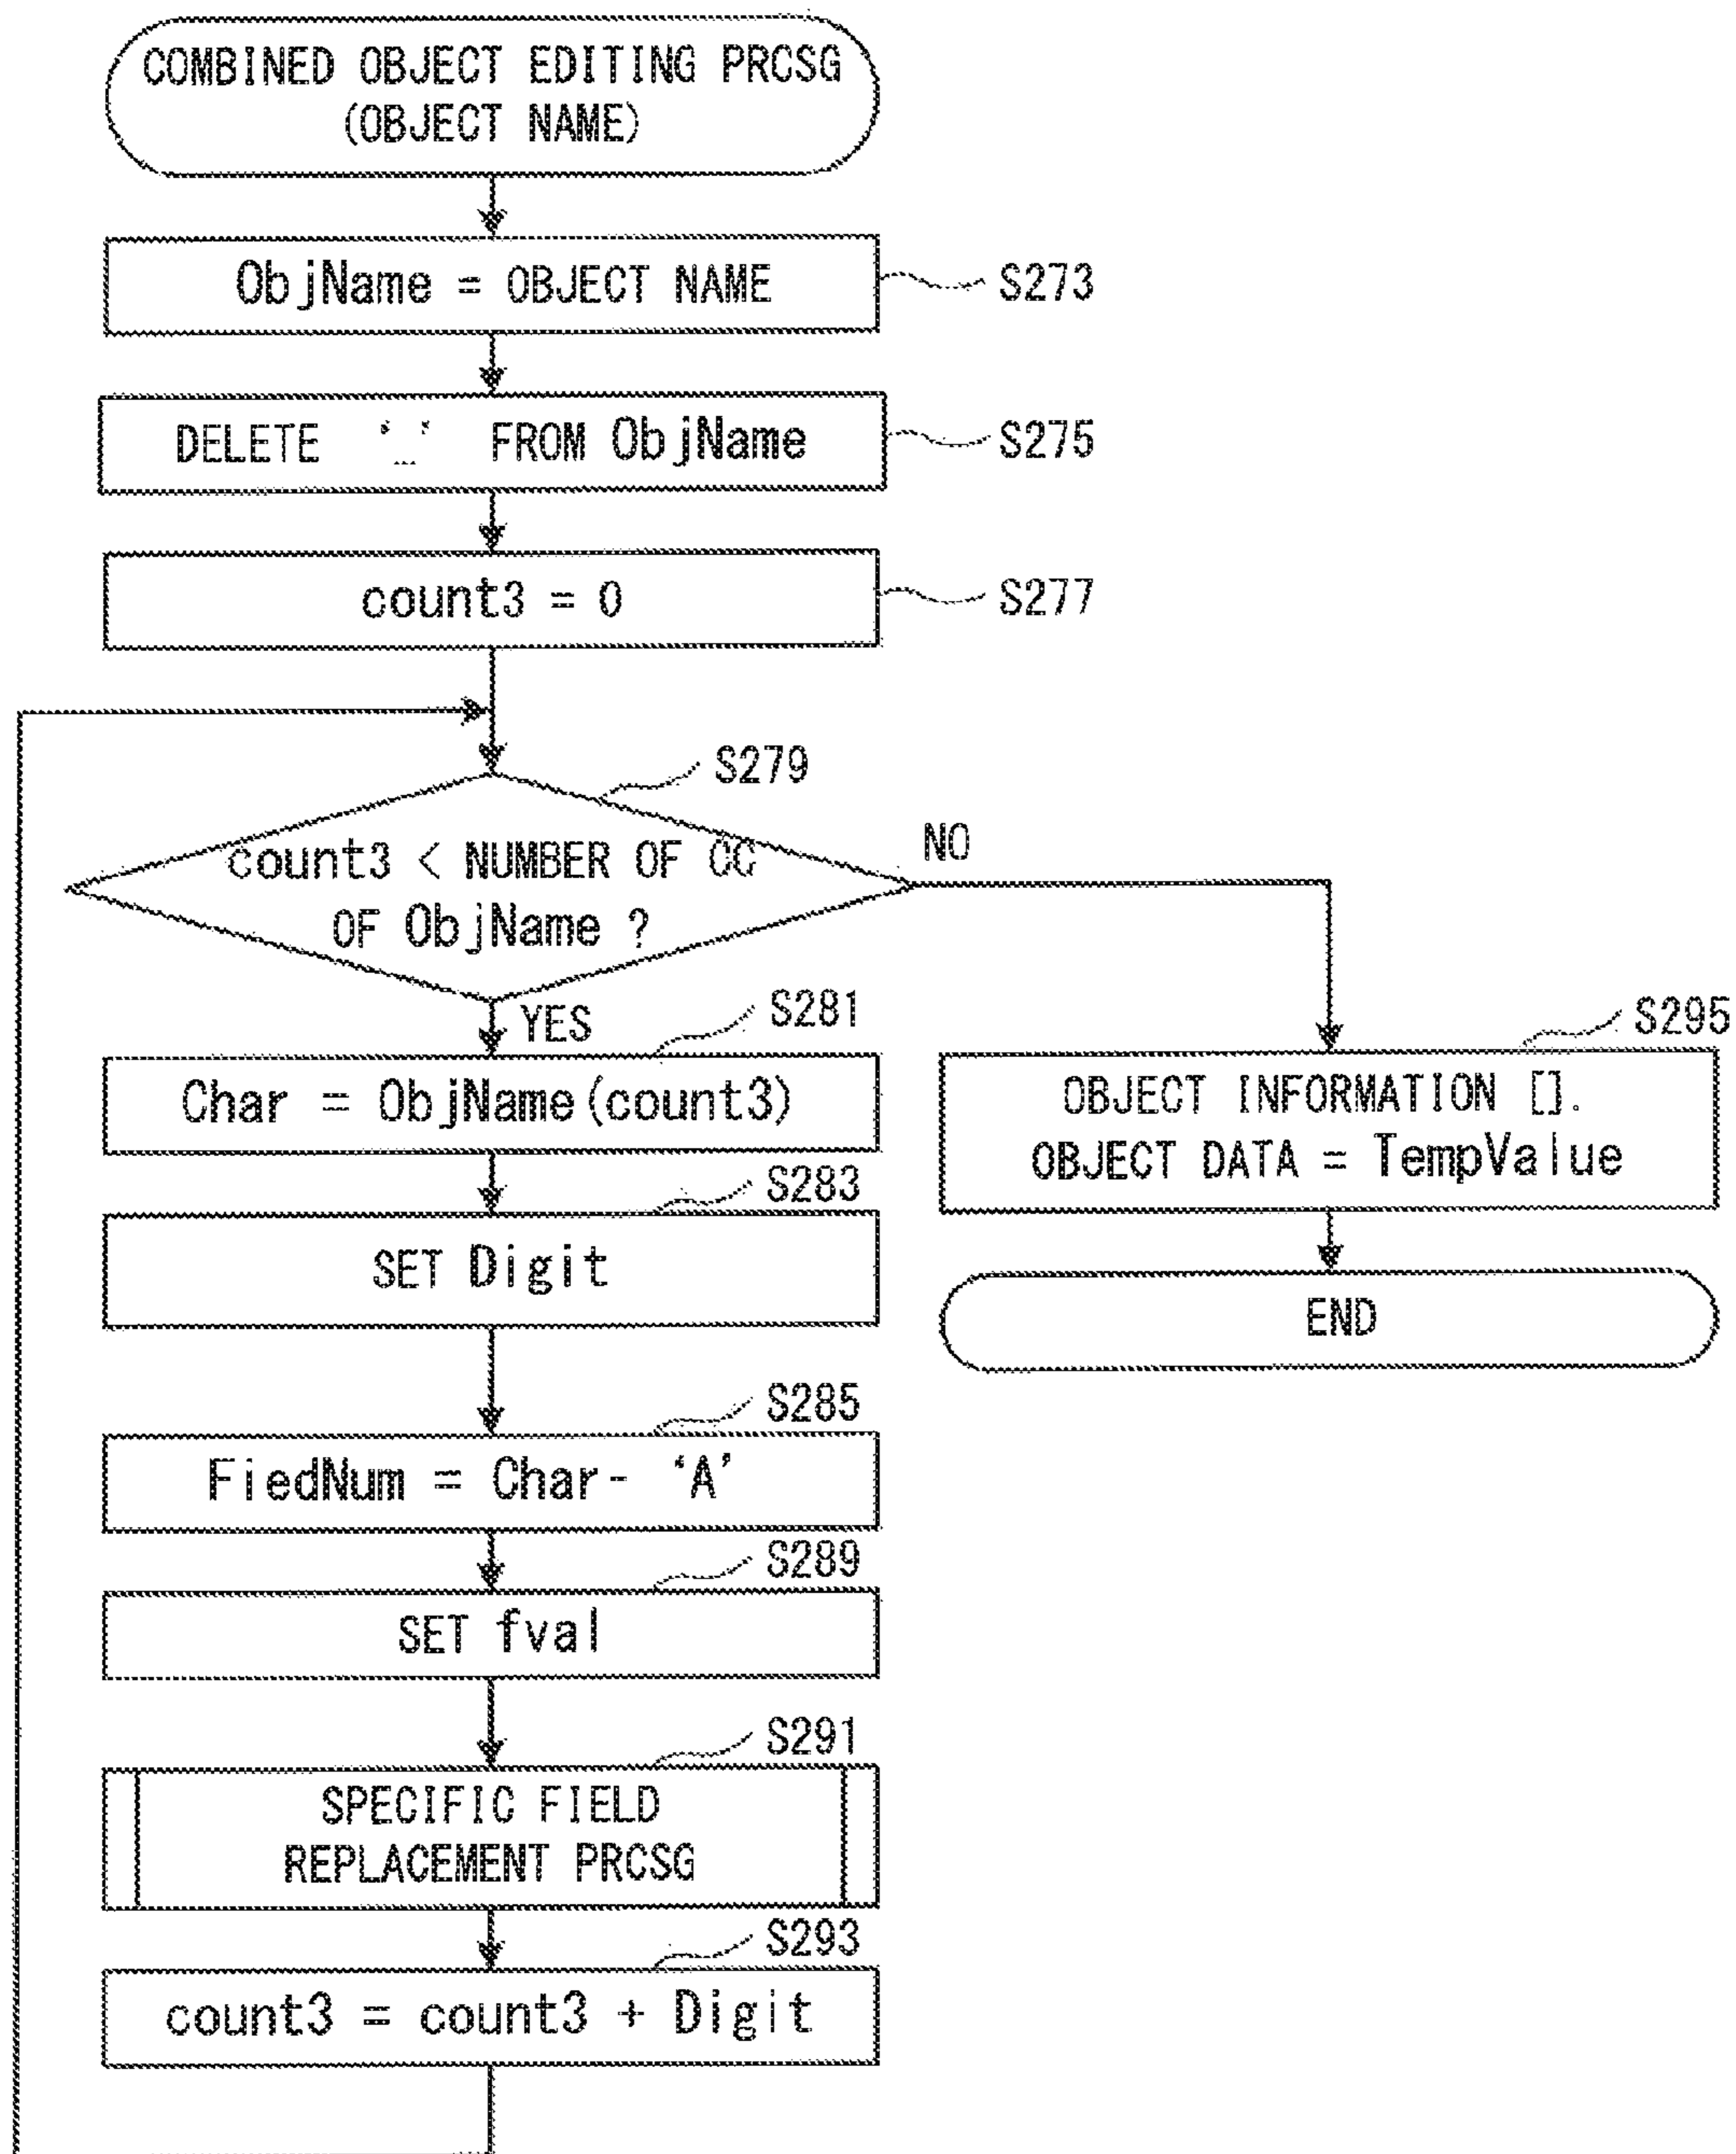 COMBINED OBJECT EDITING PRCSG
(OBJECT NAME)
ObjName = OBJECT NAME
S273
DELETE '_' FROM ObjName
S275
count3 = 0
S277
S279
count3 < NUMBER OF CC
OF ObjName ?
NO
YES
S281
Char = ObjName(count3)
S295
OBJECT INFORMATION [].
OBJECT DATA = TempValue
S283
SET Digit
END
S285
FiedNum = Char- 'A'
S289
SET fval
S291
SPECIFIC FIELD
REPLACEMENT PRCSG
S293
count3 = count3 + Digit